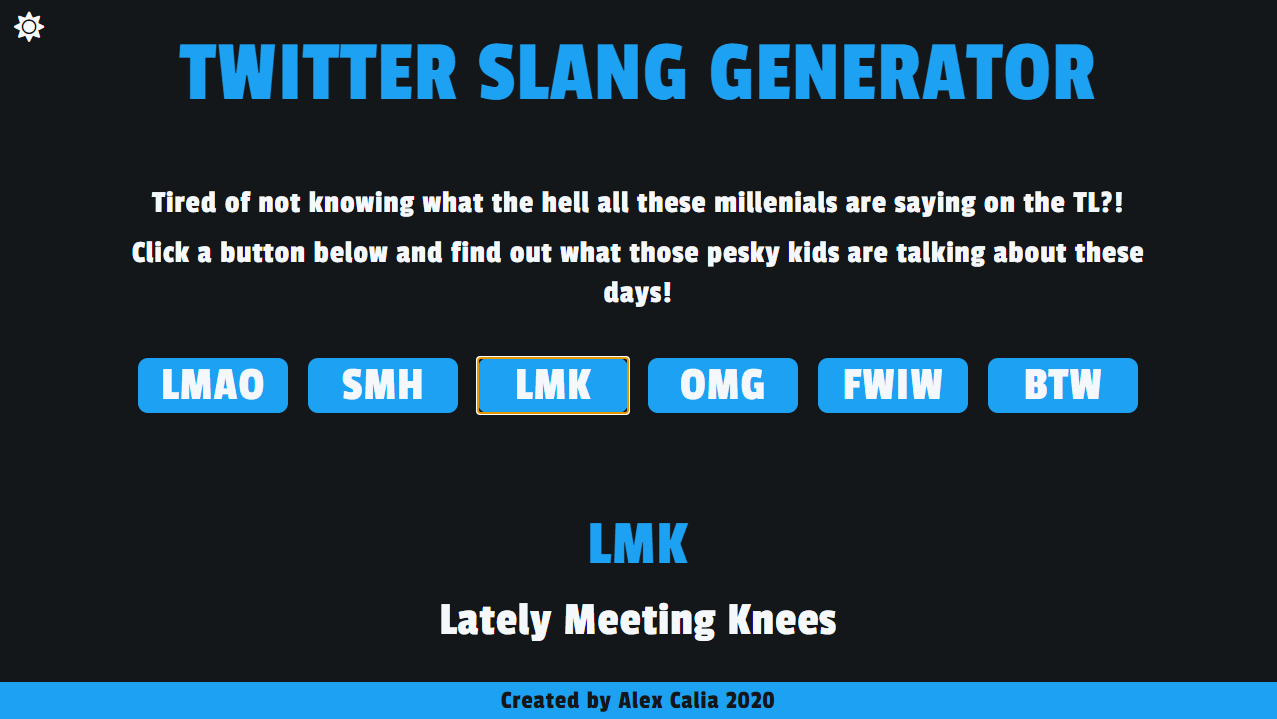 TWITTER SLANG GENERATOR
Tired of not knowing what the hell all these millenials are saying on the TL?!
Click a button below and find out what those pesky kids are talking about these
days!
LMAO SMH LMK OMG FWIW BTW
LMK
Lately Meeting Knees
Created by Alex Calia 2020